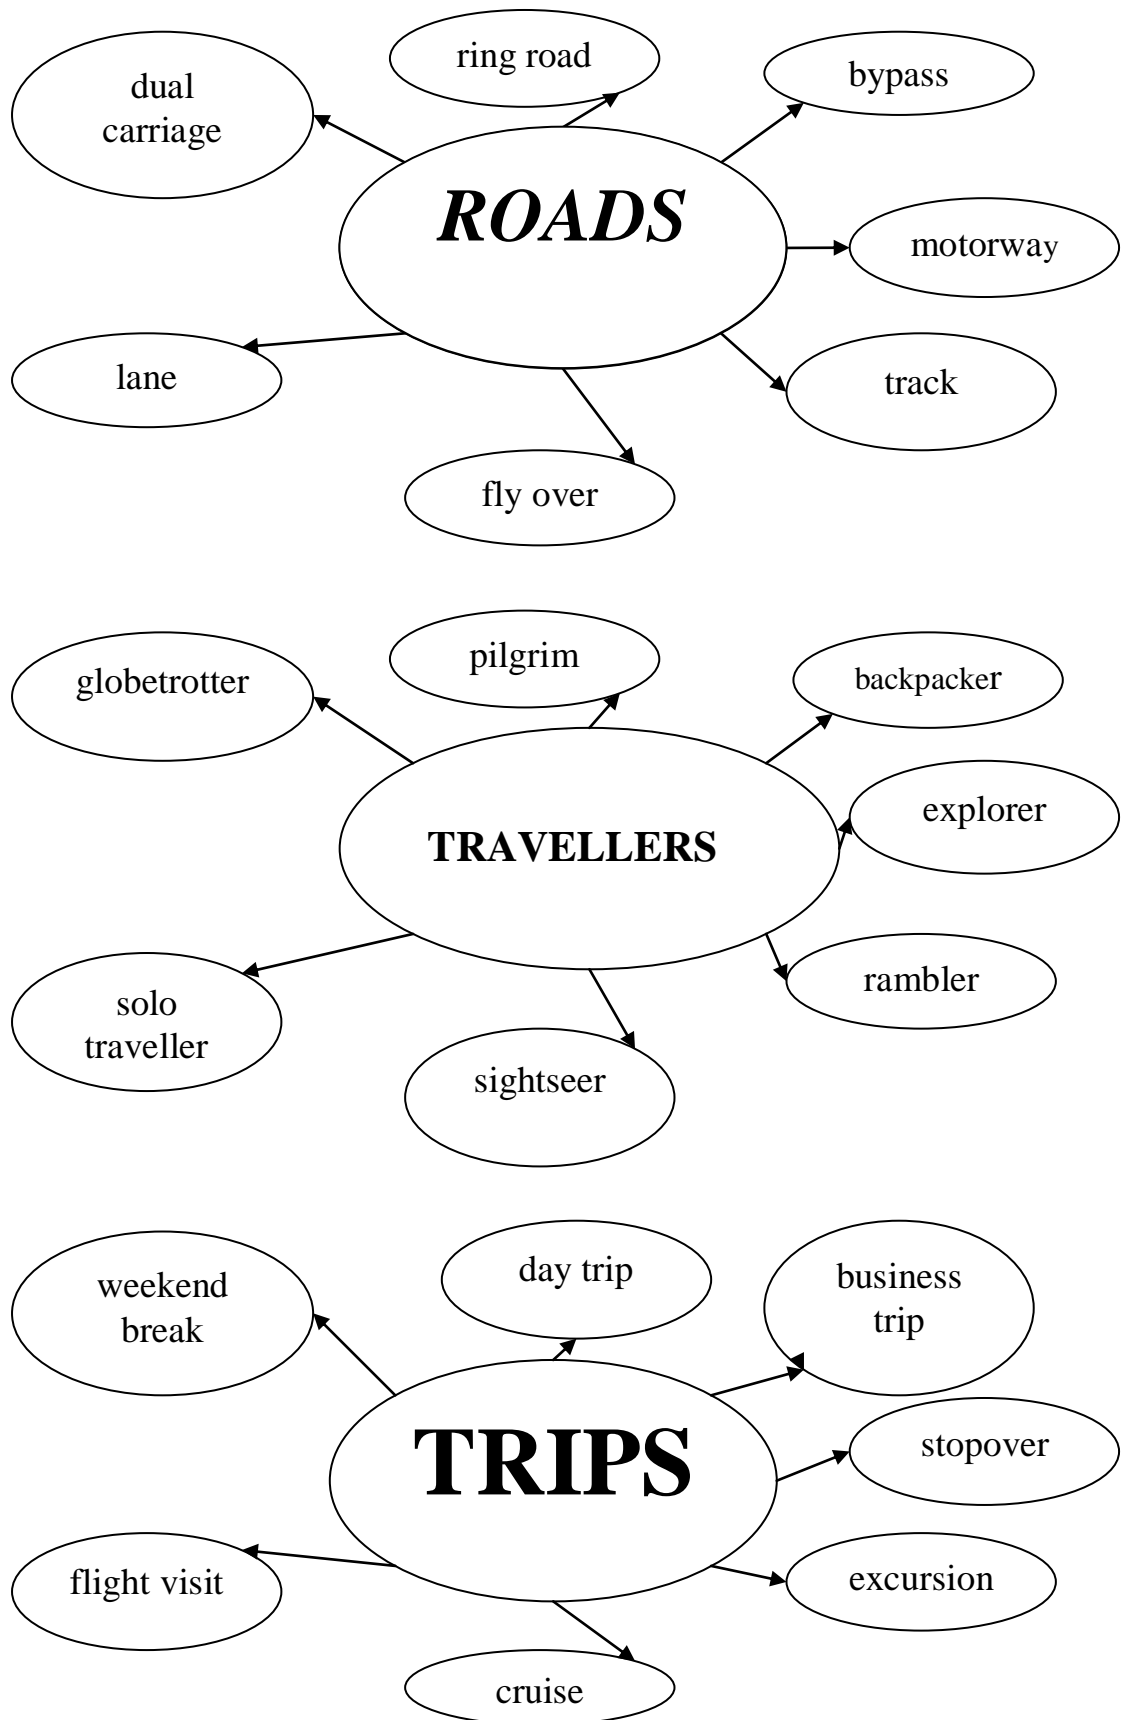 ring road
dual
carriage
bypass
ROADS
motorway
lane
track
fly over
pilgrim
globetrotter
backpacker
explorer
TRAVELLERS
rambler
solo
traveller
sightseer
day trip
weekend
break
business
trip
TRIPS
stopover
flight visit
excursion
cruise